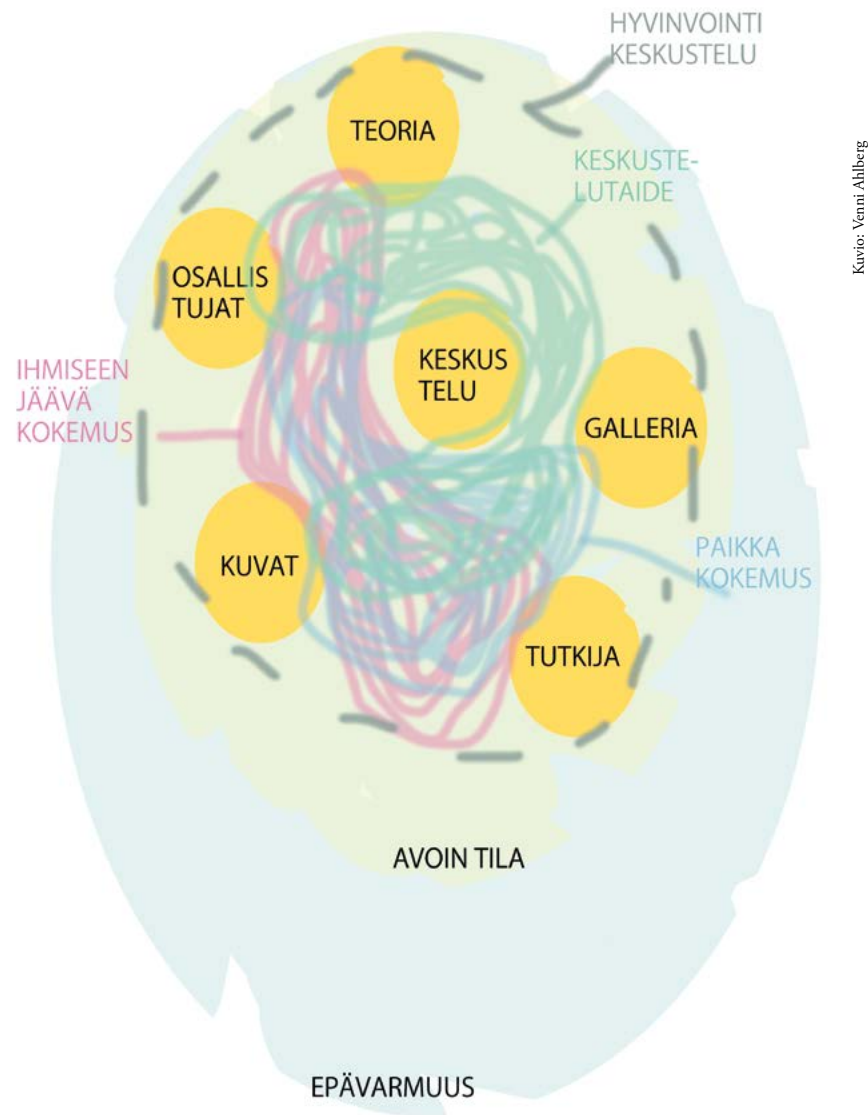 HYVINVOINTI
KESKUSTELU
TEORIA
KESKUSTE-
LUTAIDE
OSALLIS
TUJAT
KESKUS
TELU
IHMISEEN
JÄÄVÄ
KOKEMUS
GALLERIA
KUVAT
PAIKKA
KOKEMUS
TUTKIJA
AVOIN TILA
EPÄVARMUUS
Kuvio: Venni Ahlberg